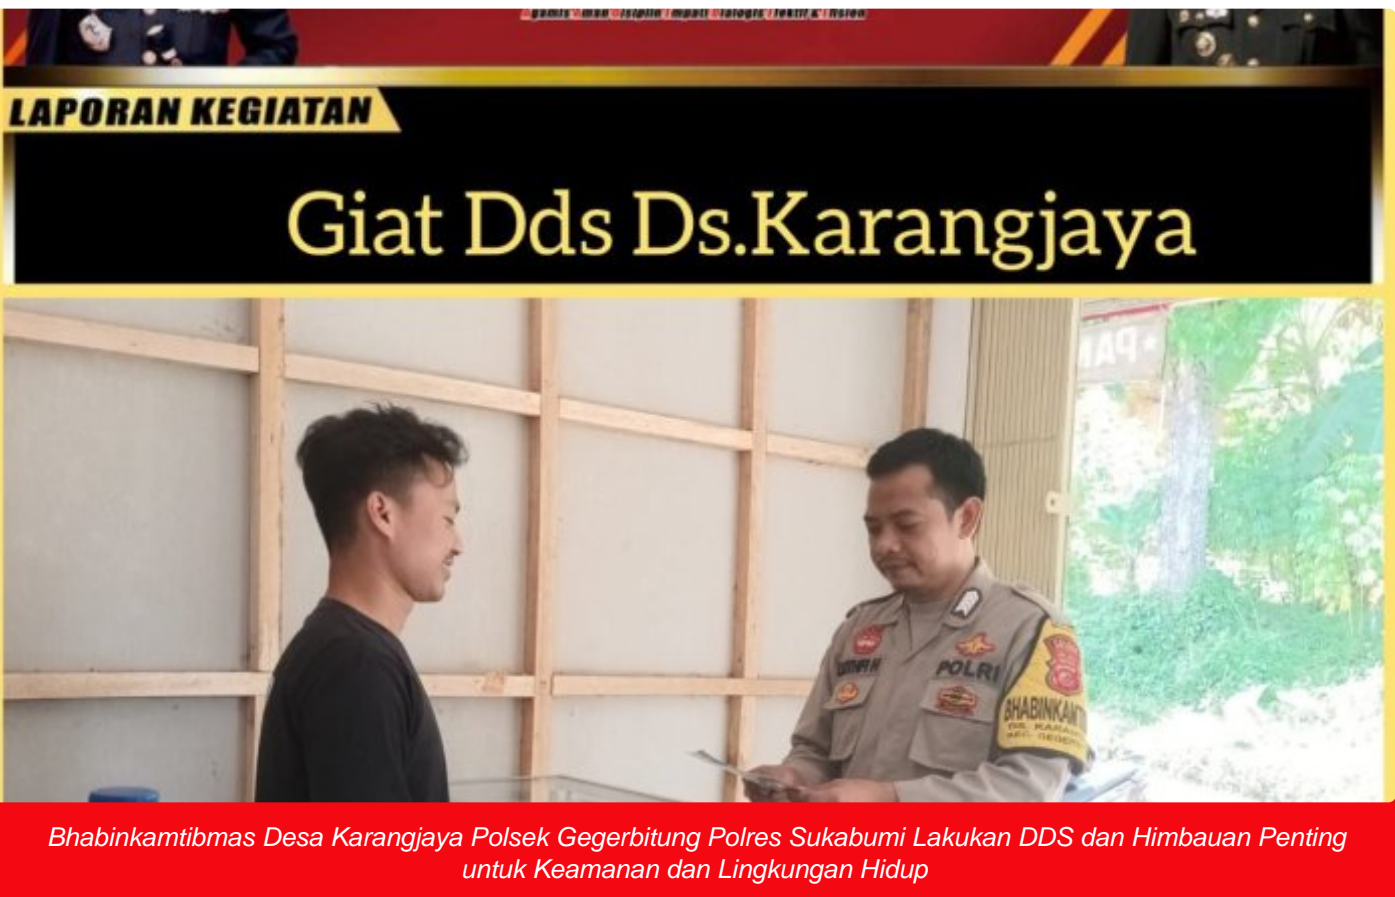 LAPORAN KEGIATAN
Giat Dds Ds.Karangjaya
POLRI
Bhabinkamtibmas Desa Karangjaya Polsek Gegerbitung Polres Sukabumi Lakukan DDS dan Himbauan Penting
untuk Keamanan dan Lingkungan Hidup